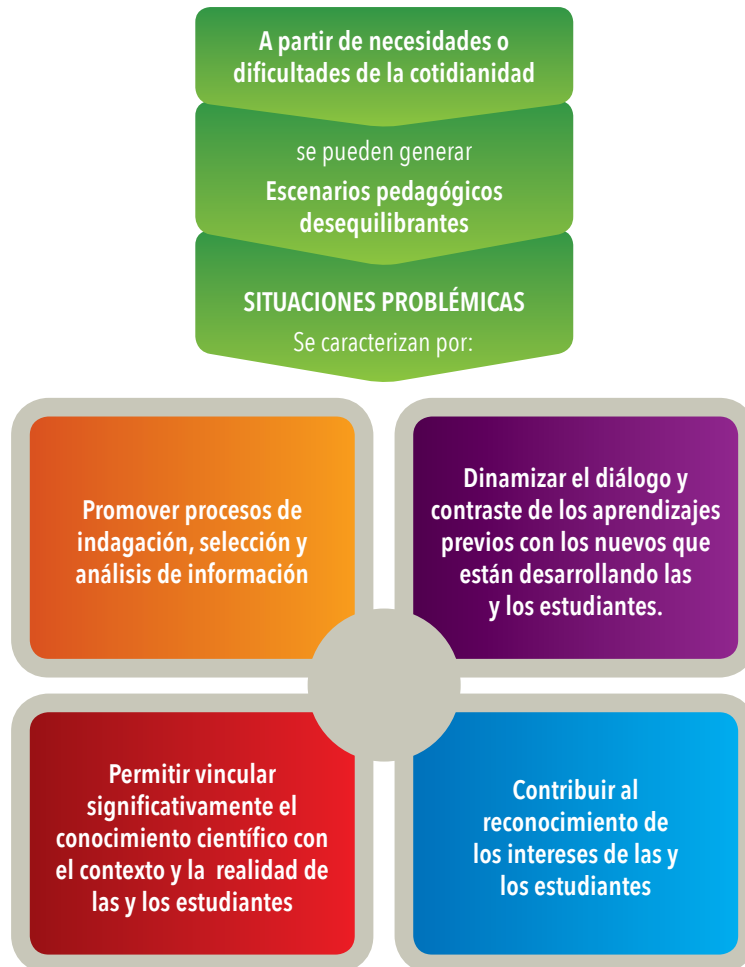 A partir de necesidades o
dificultades de la cotidianidad
se pueden generar
Escenarios pedagógicos
desequilibrantes
SITUACIONES PROBLÉMICAS
Se caracterizan por:
Promover procesos de
indagación, selección y
análisis de información
Dinamizar el diálogo y
contraste de los aprendizajes
previos con los nuevos que
están desarrollando las
y los estudiantes.
Permitir vincular
significativamente el
conocimiento científico con
el contexto y la realidad de
las y los estudiantes
Contribuir al
reconocimiento de
los intereses de las y
los estudiantes